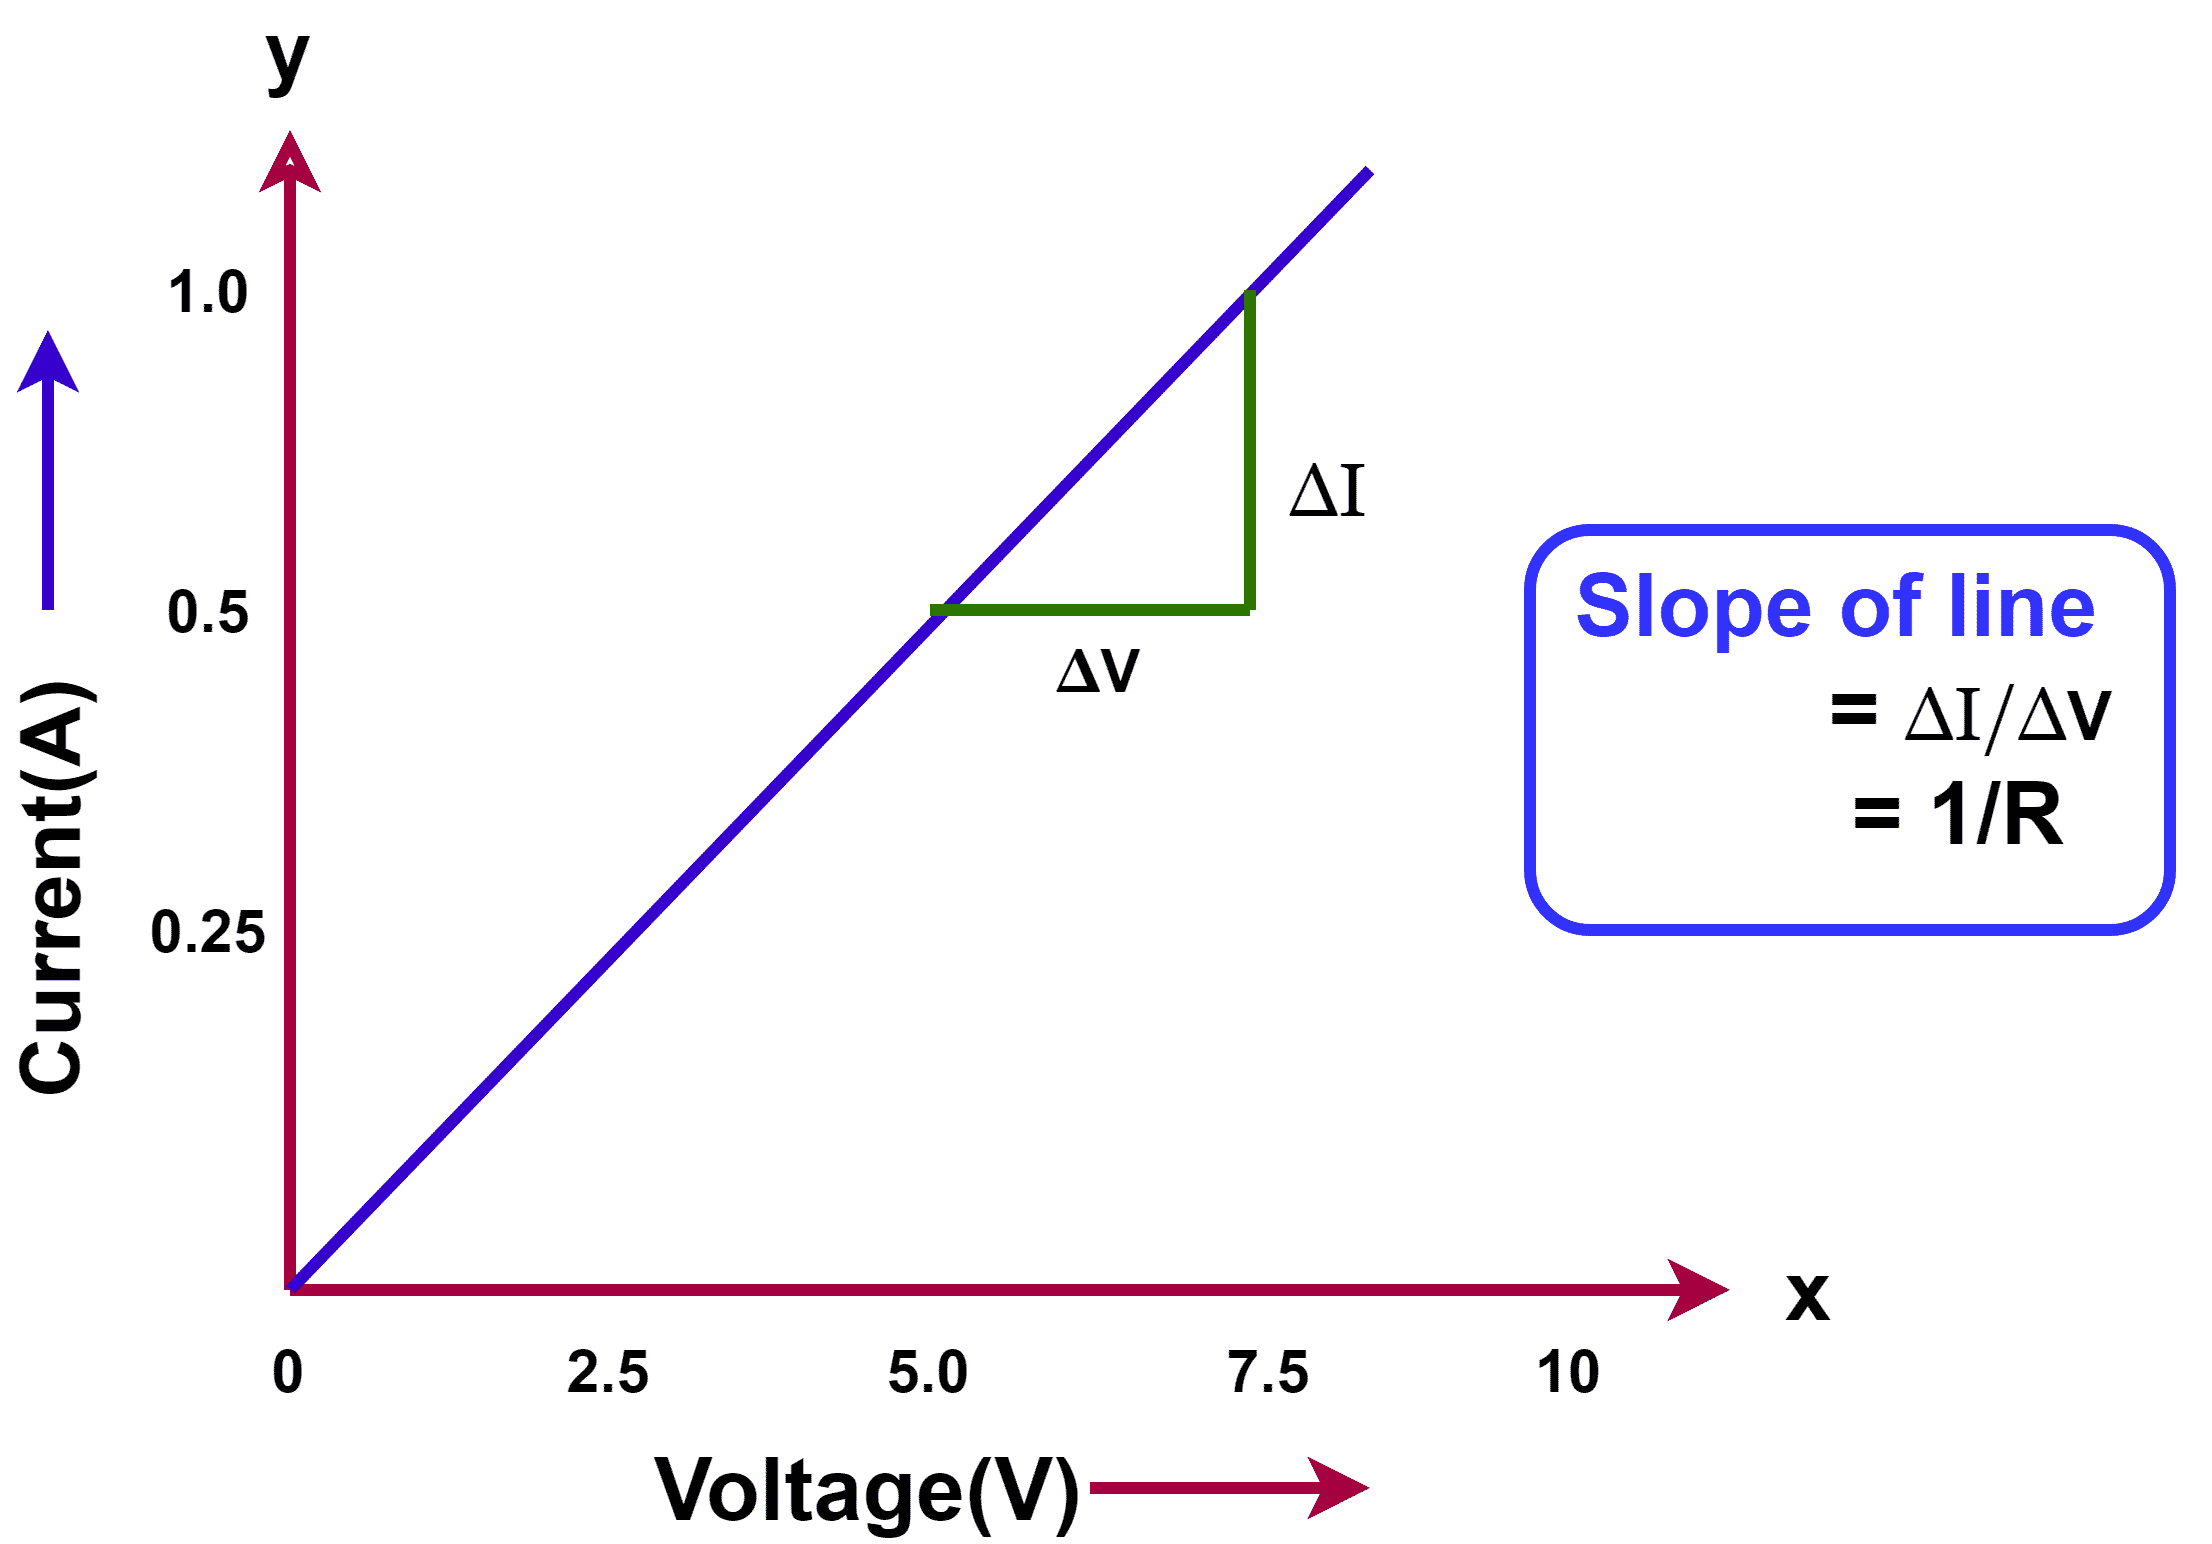 y
1.0
0.5
0.25
Current(A)
ΔI
ΔV
Slope of line
= ΔI/ΔV
= 1/R
x
0 2.5 5.0 7.5 10
Voltage(V)